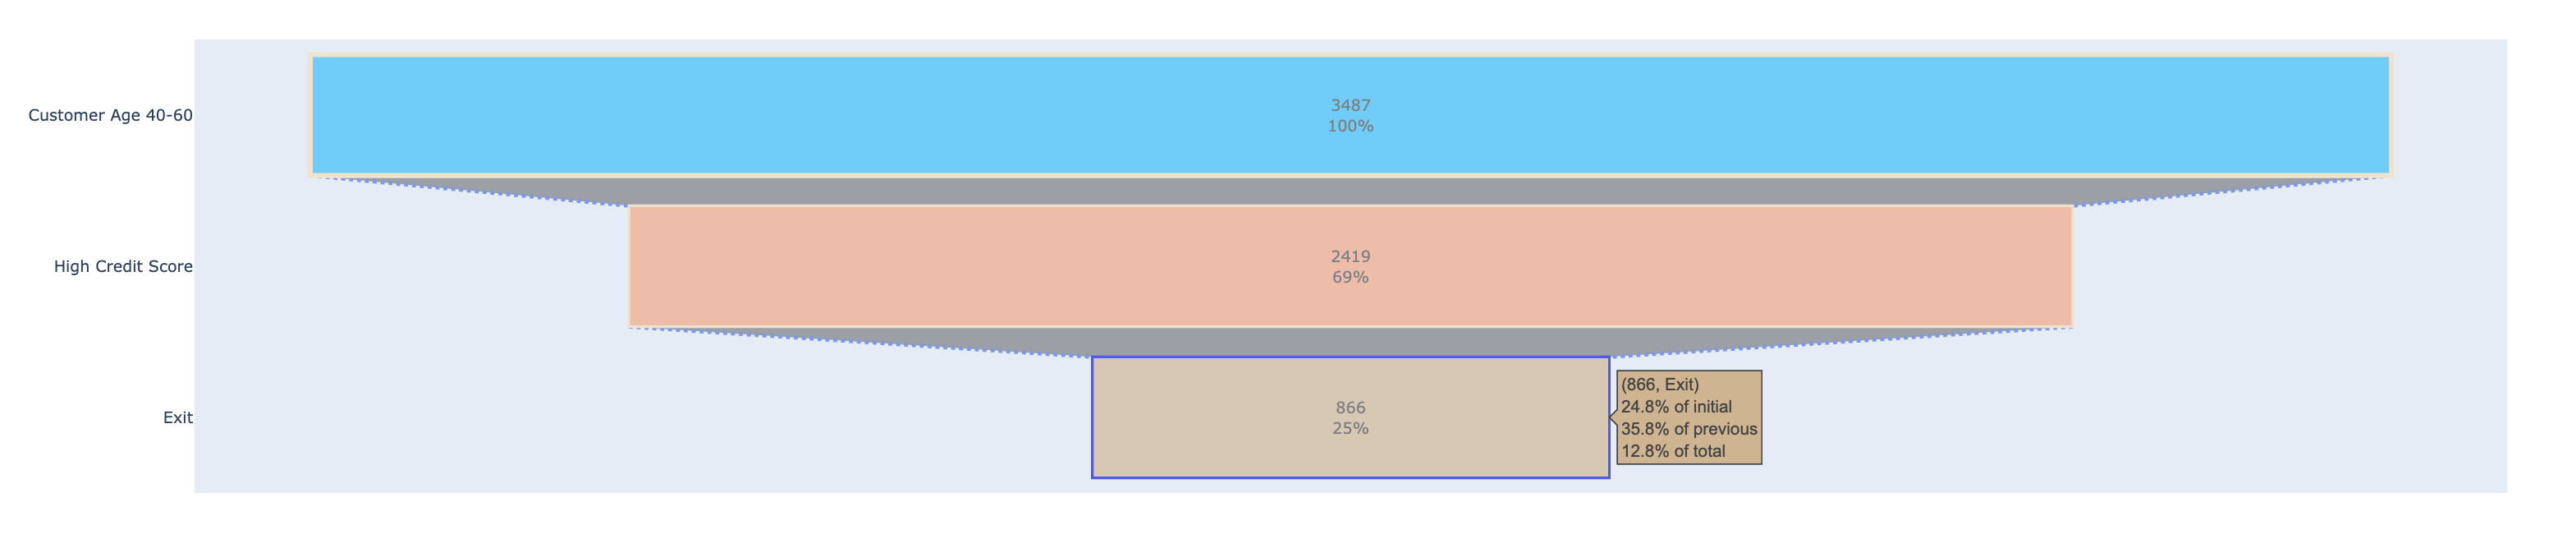 Customer Age 40-60
3487
100%
High Credit Score
2419
69%
Exit
866
25%
(866, Exit)
24.8% of initial
35.8% of previous
12.8% of total